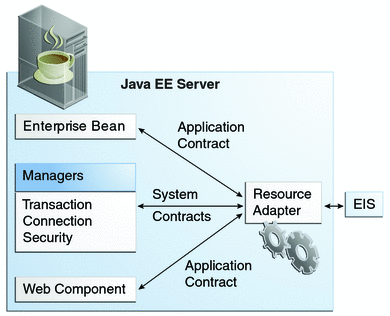 Java EE Server
Enterprise Bean
Application
Contract
Managers
Transaction
Connection
Security
System
Contracts
Resource
Adapter
EIS
Application
Contract
Web Component